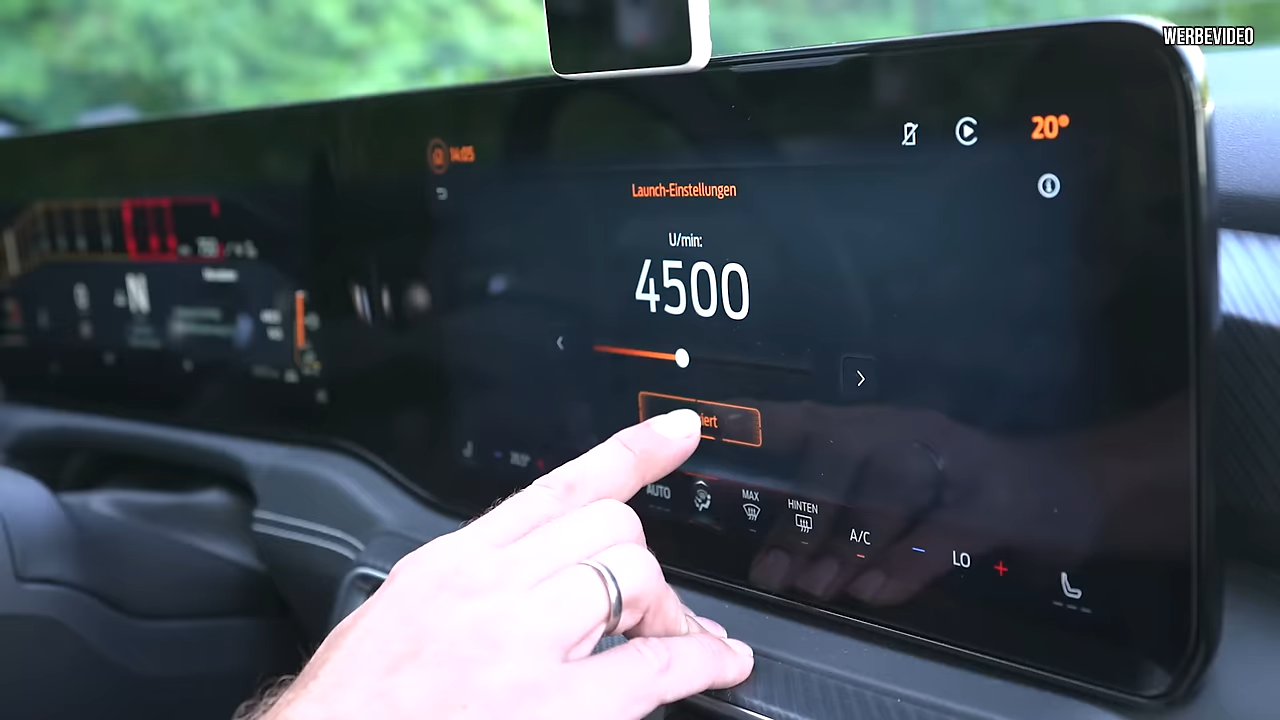 WERBEVIDEO
20°
14:05
Launch-Einstellungen
U/min:
4500
N
AUTO
MAX
HINTEN
A/C
LO